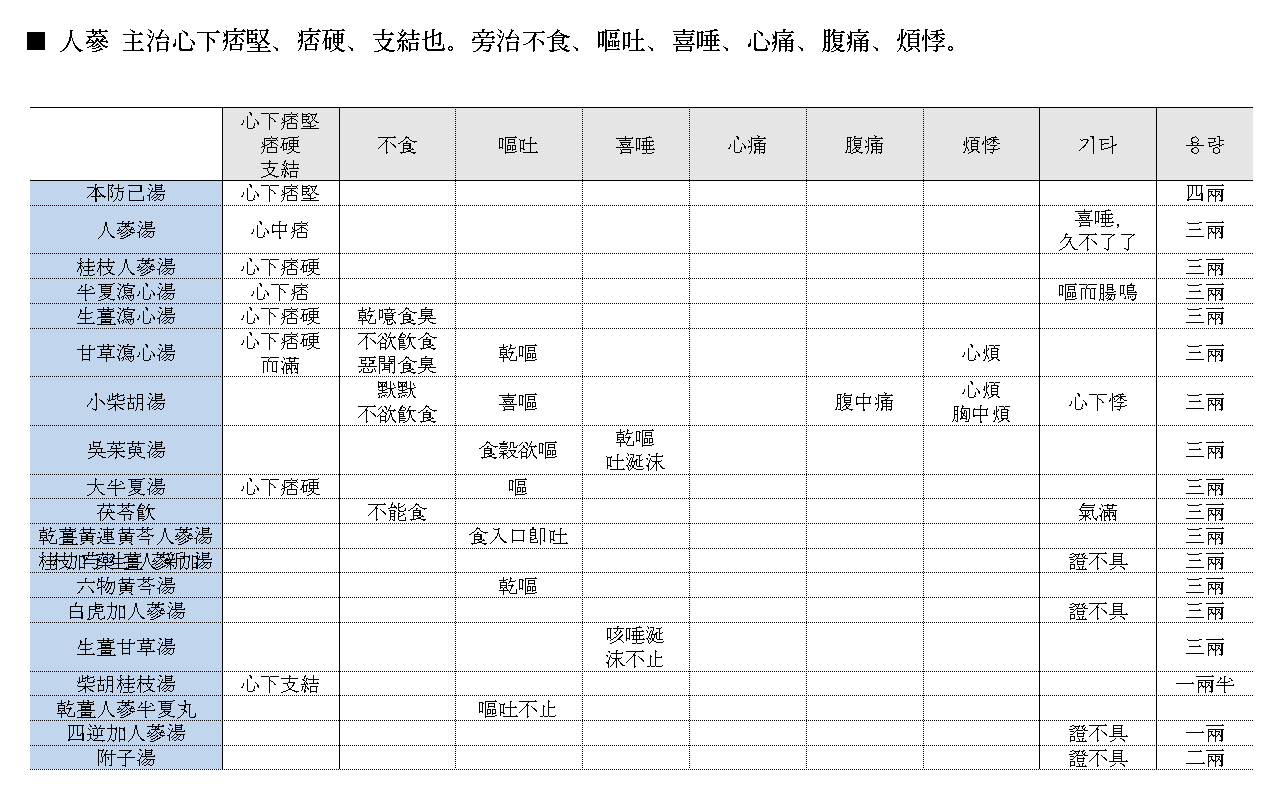 ■ 人蔘 主治心下痞堅、痞硬、支結也。旁治不食、嘔吐、喜唾、心痛、腹痛、煩悸。
心下痞堅
痞硬
支結
不食
嘔吐
喜唾
心痛
腹痛
煩悸
기타
용량
本防己湯
心下痞堅
四兩
人蔘湯
心中痞
喜唾,
久不了了
三兩
桂枝人蔘湯
心下痞硬
三兩
半夏瀉心湯
心下痞
嘔而腸鳴
三兩
生薑瀉心湯
心下痞硬
乾噫食臭
三兩
甘草瀉心湯
心下痞硬
而滿
不欲飮食
惡聞食臭
乾嘔
心煩
三兩
小柴胡湯
默默
不欲飮食
喜嘔
腹中痛
心煩
胸中煩
心下悸
三兩
吳茱萸湯
食穀欲嘔
乾嘔
吐涎沫
三兩
大半夏湯
心下痞硬
嘔
三兩
茯苓飮
不能食
氣滿
三兩
乾薑黃連黃芩人蔘湯
食入口卽吐
三兩
桂枝加芍藥生薑人蔘新加湯
證不具
三兩
六物黃芩湯
乾嘔
三兩
白虎加人蔘湯
證不具
三兩
生薑甘草湯
咳唾涎
沫不止
三兩
柴胡桂枝湯
心下支結
一兩半
乾薑人蔘半夏丸
嘔吐不止
四逆加人蔘湯
證不具
一兩
附子湯
證不具
二兩